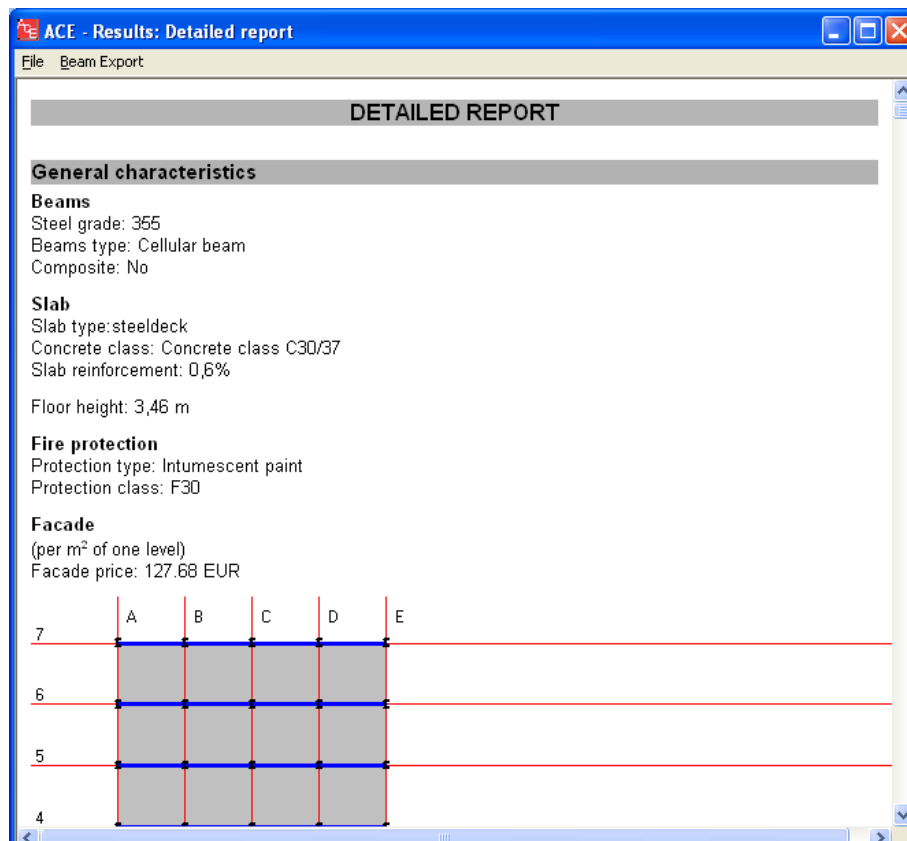 ACE - Results: Detailed report
File Beam Export
DETAILED REPORT
General characteristics
Beams
Steel grade: 355
Beams type: Cellular beam
Composite: No
Slab
Slab type:steeldeck
Concrete class: Concrete class C30/37
Slab reinforcement: 0,6%
Floor height: 3,46 m
Fire protection
Protection type: Intumescent paint
Protection class: F30
Facade
(per m² of one level)
Facade price: 127.68 EUR
A B C D E
7
6
5
4